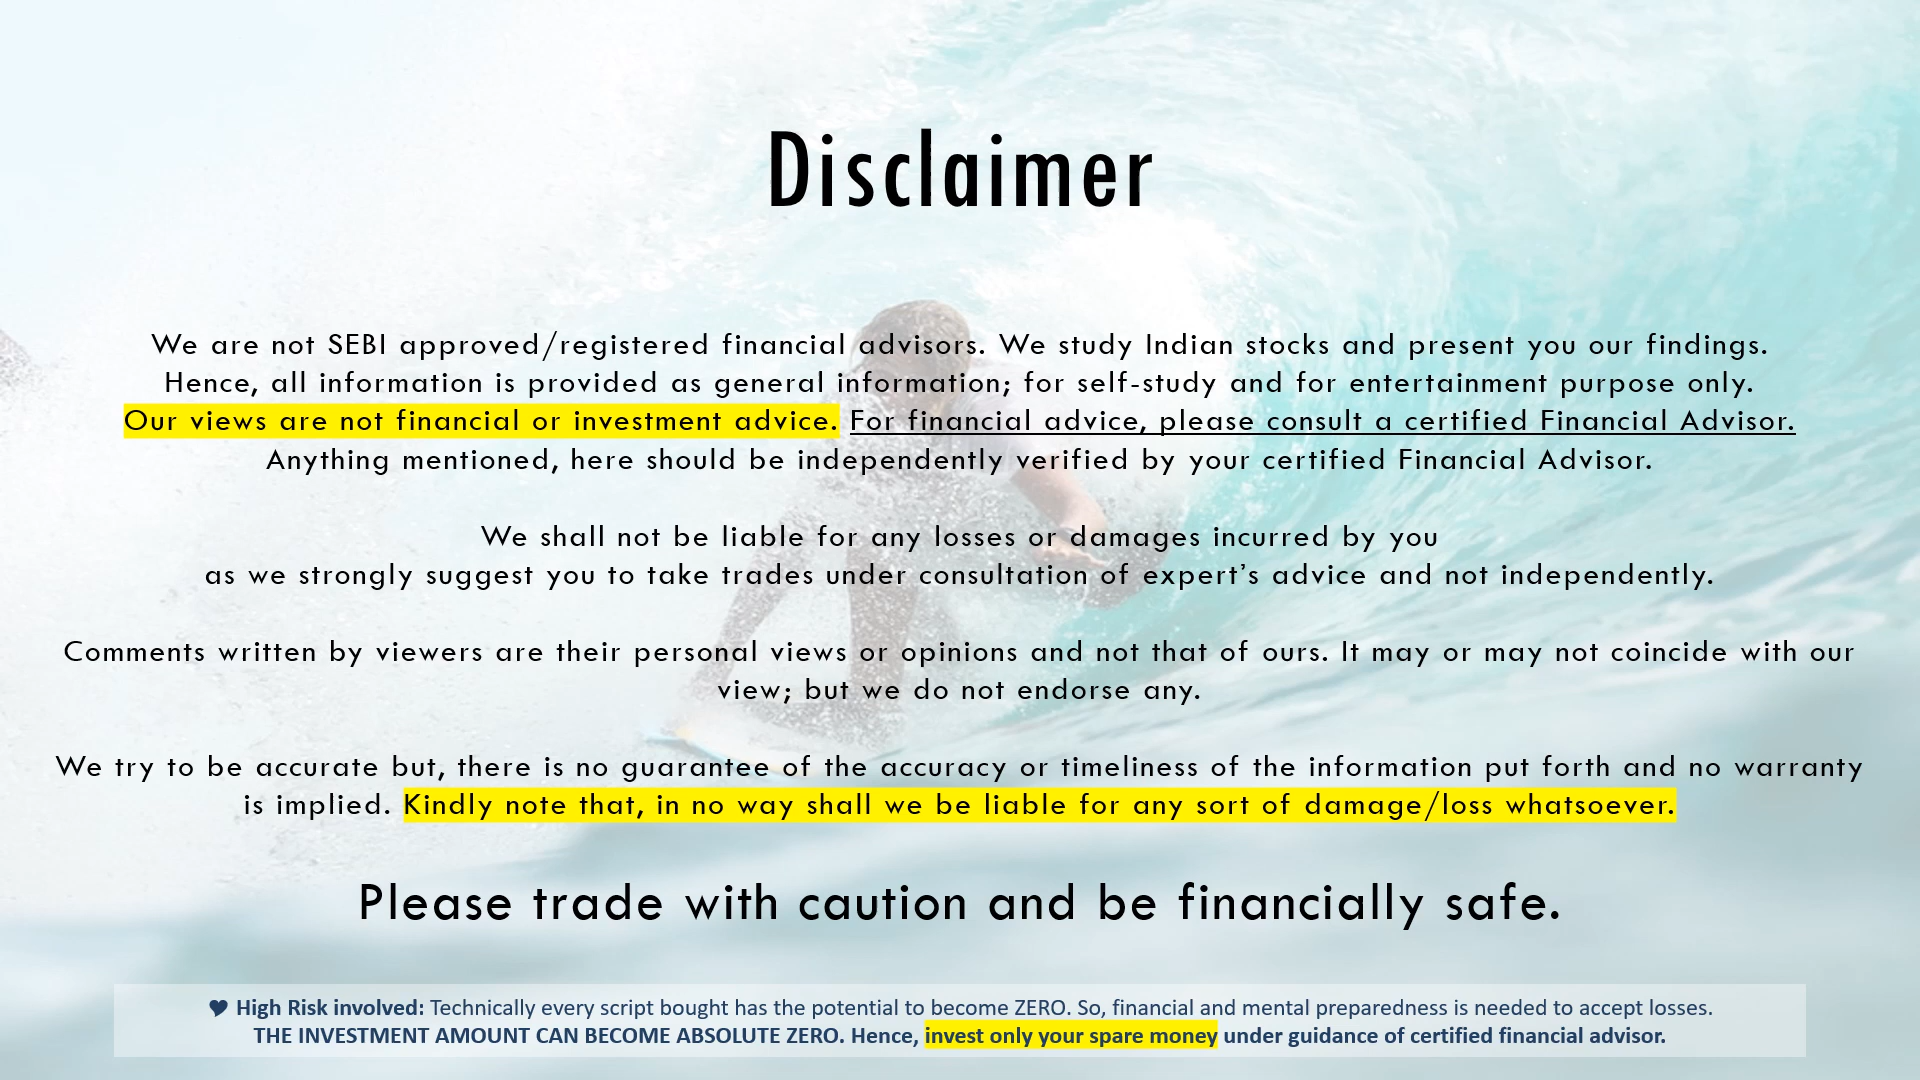 Disclaimer
We are not SEBI approved/registered financial advisors. We study Indian stocks and present you our findings.
Hence, all information is provided as general information; for self-study and for entertainment purpose only.
Our views are not financial or investment advice. For financial advice, please consult a certified Financial Advisor.
Anything mentioned, here should be independently verified by your certified Financial Advisor.
We shall not be liable for any losses or damages incurred by you
as we strongly suggest you to take trades under consultation of expert’s advice and not independently.
Comments written by viewers are their personal views or opinions and not that of ours. It may or may not coincide with our
view; but we do not endorse any.
We try to be accurate but, there is no guarantee of the accuracy or timeliness of the information put forth and no warranty
is implied. Kindly note that, in no way shall we be liable for any sort of damage/loss whatsoever.
Please trade with caution and be financially safe.
❤ High Risk involved: Technically every script bought has the potential to become ZERO. So, financial and mental preparedness is needed to accept losses.
THE INVESTMENT AMOUNT CAN BECOME ABSOLUTE ZERO. Hence, invest only your spare money under guidance of certified financial advisor.